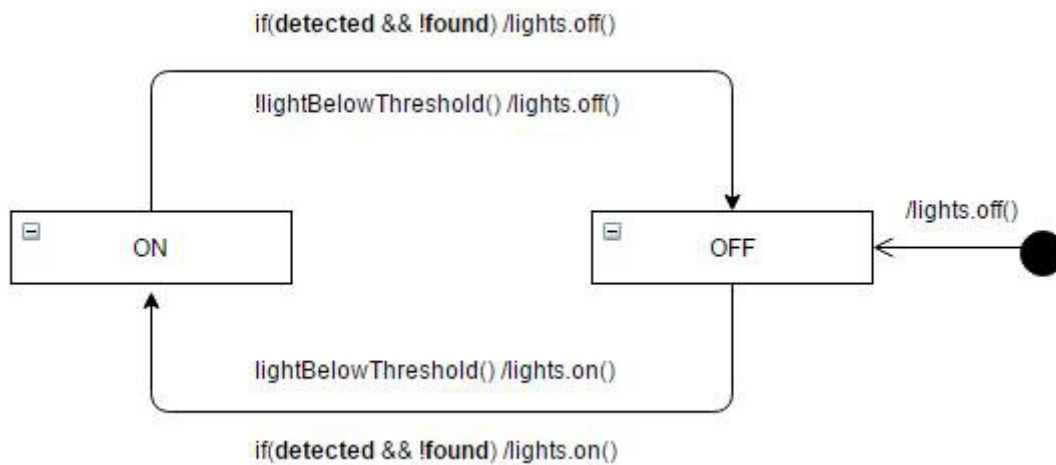 if(detected && !found) /lights.off()
!lightBelowThreshold() /lights.off()
/lights.off()
ON
OFF
lightBelowThreshold() /lights.on()
if(detected && !found) /lights.on()